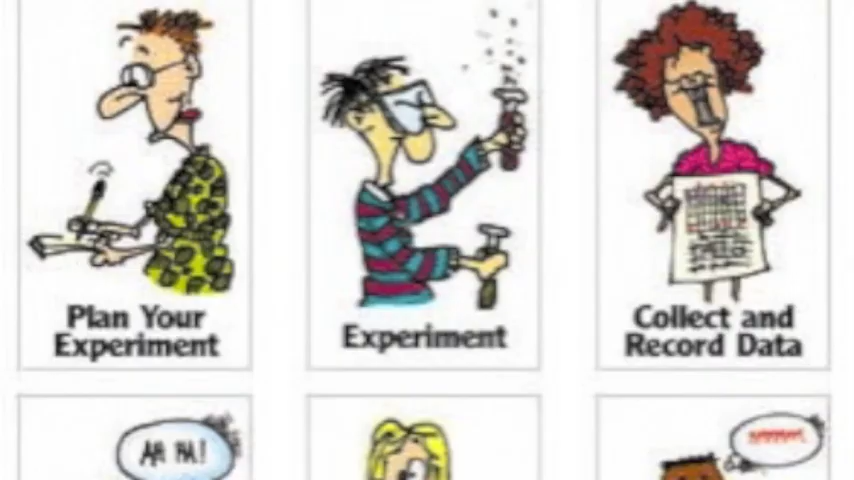 Plan Your
Experiment
Experiment
Collect and
Record Data
AH HA!